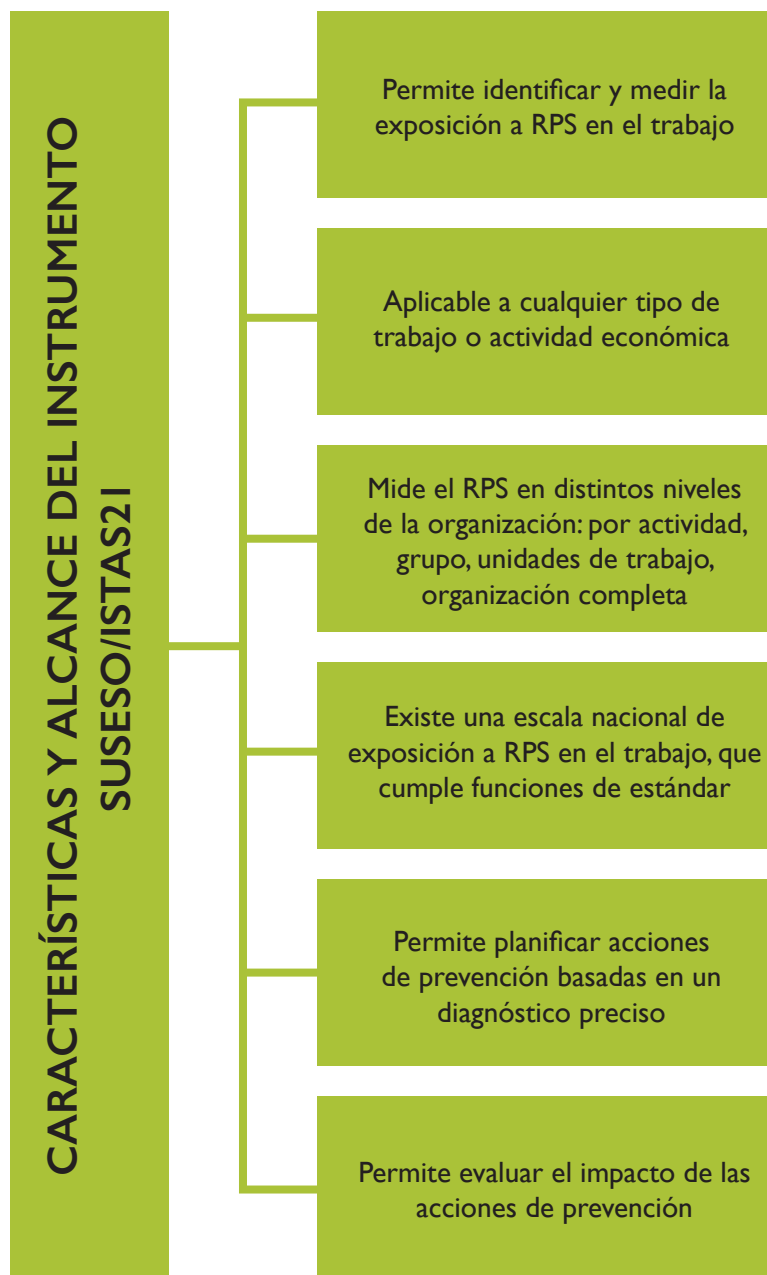 CARACTERÍSTICAS Y ALCANCE DEL INSTRUMENTO
SUSESO/ISTAS21
Permite identificar y medir la
exposición a RPS en el trabajo
Aplicable a cualquier tipo de
trabajo o actividad económica
Mide el RPS en distintos niveles
de la organización: por actividad,
grupo, unidades de trabajo,
organización completa
Existe una escala nacional de
exposición a RPS en el trabajo, que
cumple funciones de estándar
Permite planificar acciones
de prevención basadas en un
diagnóstico preciso
Permite evaluar el impacto de las
acciones de prevención